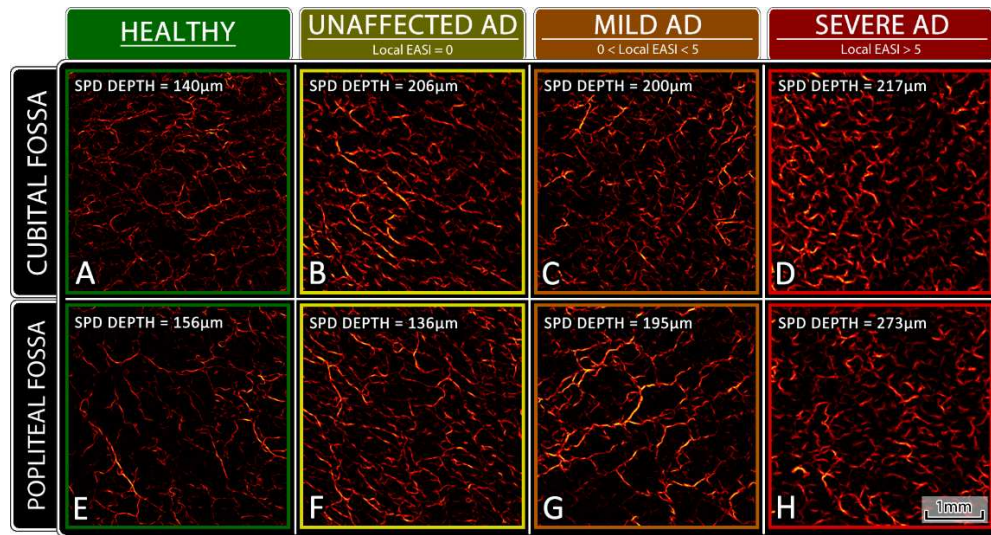 HEALTHY
UNAFFECTED AD
Local EASI = 0
MILD AD
0 < Local EASI < 5
SEVERE AD
Local EASI > 5
CUBITAL FOSSA
SPD DEPTH = 140µm
A
SPD DEPTH = 206µm
B
SPD DEPTH = 200µm
C
SPD DEPTH = 217µm
D
POPLITEAL FOSSA
SPD DEPTH = 156µm
E
SPD DEPTH = 136µm
F
SPD DEPTH = 195µm
G
SPD DEPTH = 273µm
H
1mm